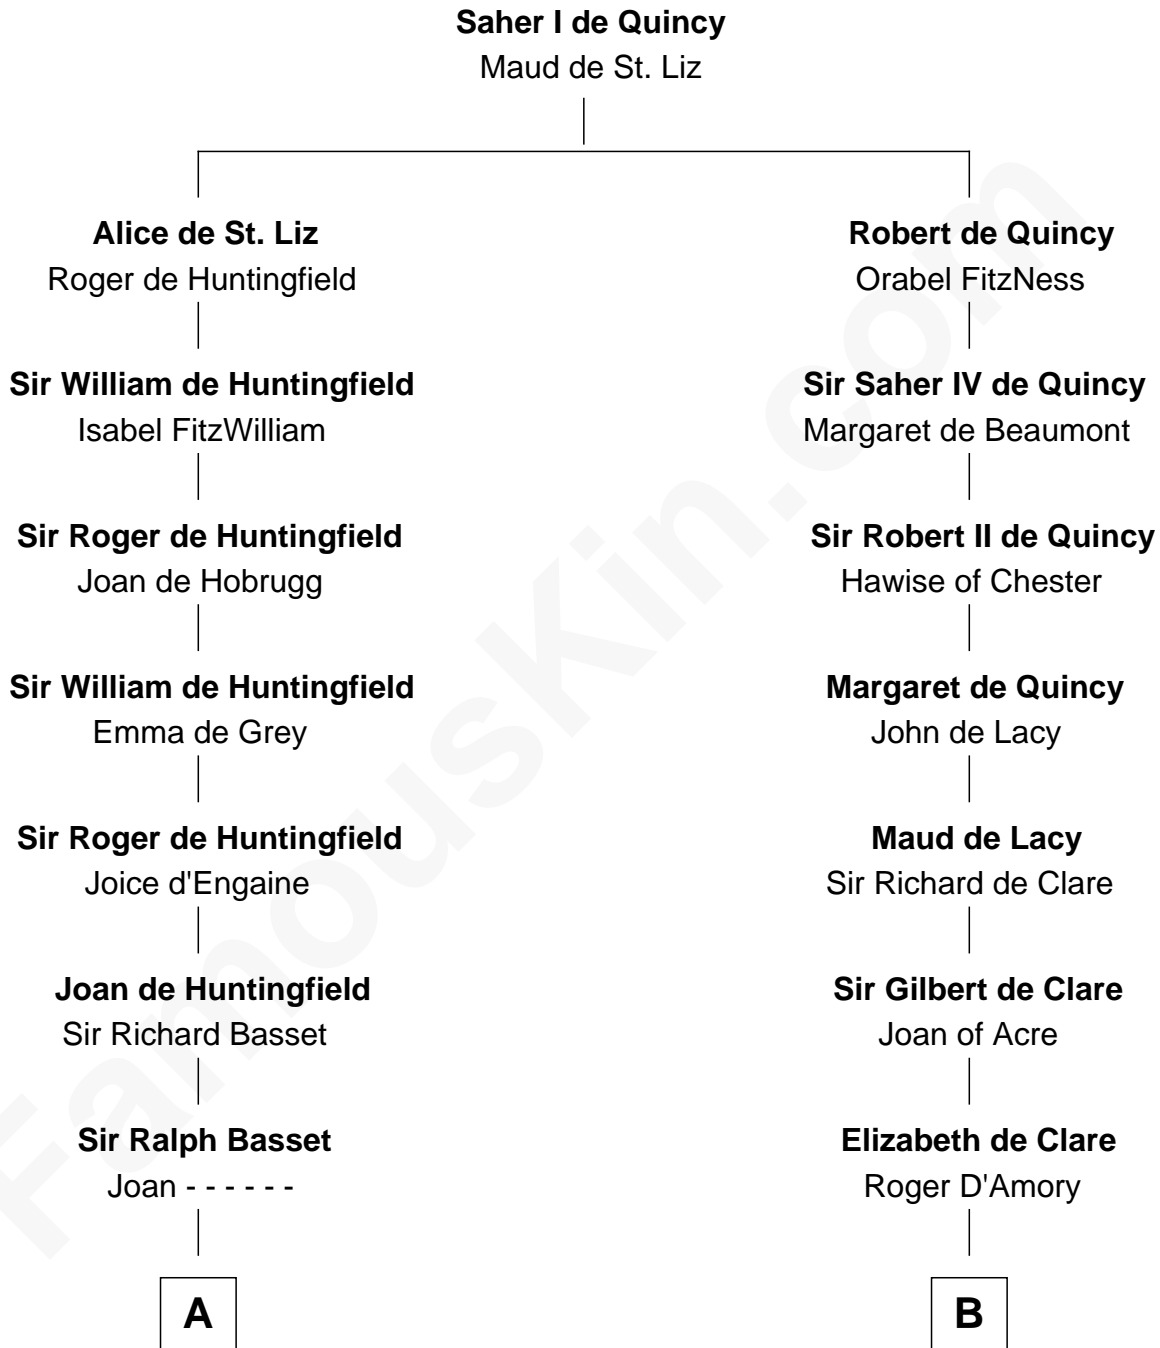 Saher I de Quincy
Maud de St. Liz
Alice de St. Liz
Roger de Huntingfield
Robert de Quincy
Orabel FitzNess
Sir William de Huntingfield
Isabel FitzWilliam
Sir Saher IV de Quincy
Margaret de Beaumont
Sir Roger de Huntingfield
Joan de Hobrugg
Sir Robert II de Quincy
Hawise of Chester
Sir William de Huntingfield
Emma de Grey
Margaret de Quincy
John de Lacy
Sir Roger de Huntingfield
Joice d'Engaine
Maud de Lacy
Sir Richard de Clare
Joan de Huntingfield
Sir Richard Basset
Sir Gilbert de Clare
Joan of Acre
Sir Ralph Basset
Joan - - - - - -
Elizabeth de Clare
Roger D'Amory
A
B
FamousKin.com